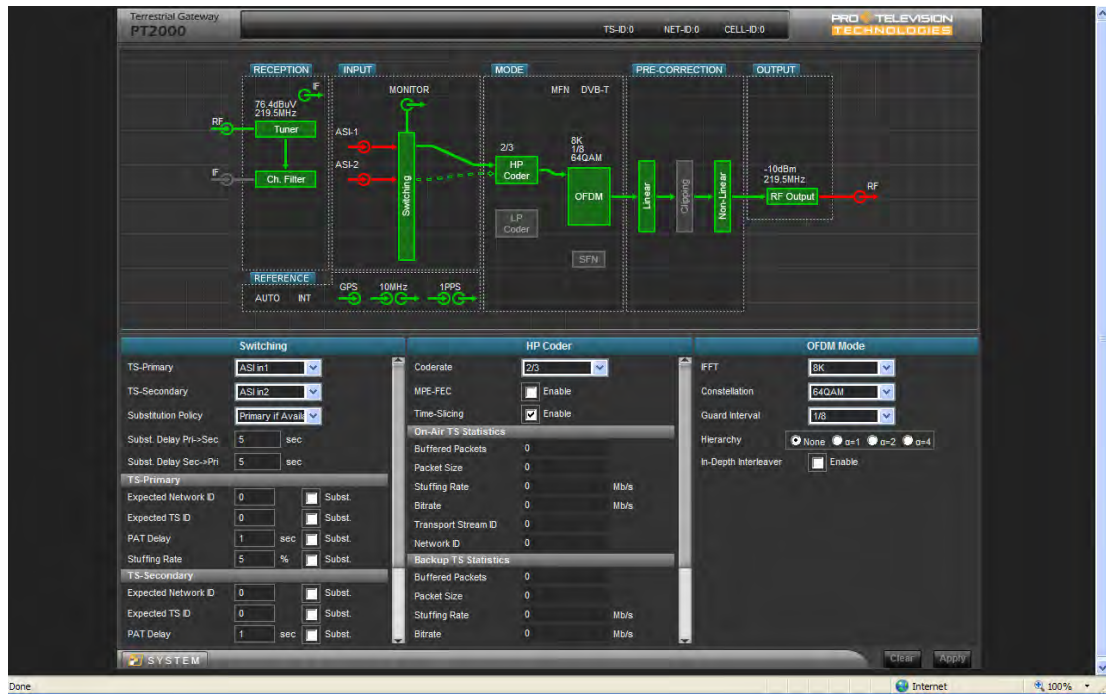 Terrestrial Gateway
PT2000
TS-ID:0 NET-ID:0 CELL-ID:0
PRO TELEVISION
TECHNOLOGIES
RECEPTION INPUT MODE PRE-CORRECTION OUTPUT
IF
MONITOR
MFN DVB-T
76.4dBuV
219.5MHz
RF
Tuner
ASI-1
ASI-2
IF
Ch. Filter
Switching
2/3
HP
Coder
8K
1/8
64QAM
OFDM
LP
Coder
SFN
Linear
Clipping
Non-Linear
-10dBm
219.5MHz
RF Output
RF
REFERENCE
AUTO INT
GPS 10MHz 1PPS
Switching
TS-Primary ASI in1
TS-Secondary ASI in2
Substitution Policy Primary if Availa
Subst. Delay Pri->Sec 5 sec
Subst. Delay Sec->Pri 5 sec
TS-Primary
Expected Network ID 0 Subst.
Expected TS ID 0 Subst.
PAT Delay 1 sec Subst.
Stuffing Rate 5 % Subst.
TS-Secondary
Expected Network ID 0 Subst.
Expected TS ID 0 Subst.
PAT Delay 1 sec Subst.
HP Coder
Coderate 2/3
MPE-FEC Enable
Time-Slicing Enable
On-Air TS Statistics
Buffered Packets 0
Packet Size 0
Stuffing Rate 0 Mb/s
Bitrate 0 Mb/s
Transport Stream ID 0
Network ID 0
Backup TS Statistics
Buffered Packets 0
Packet Size 0
Stuffing Rate 0 Mb/s
Bitrate 0 Mb/s
OFDM Mode
IFFT 8K
Constellation 64QAM
Guard Interval 1/8
Hierarchy None α=1 α=2 α=4
In-Depth Interleaver Enable
SYSTEM
Clear Apply
Done Internet 100%